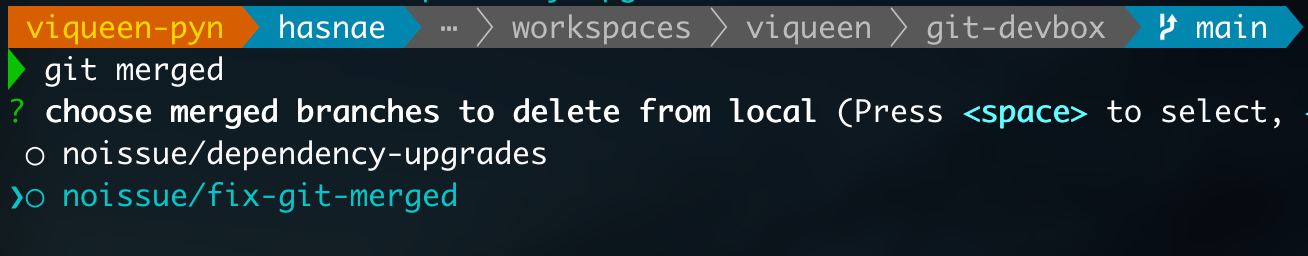 viqueen-pyn hasnae … workspaces viqueen git-devbox main
git merged
? choose merged branches to delete from local (Press <space> to select,
○ noissue/dependency-upgrades
❯○ noissue/fix-git-merged